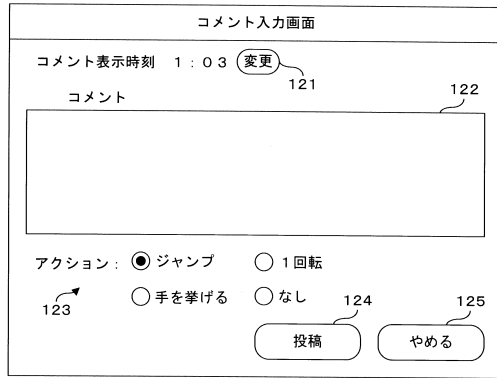 コメント入力画面
コメント表示時刻 1:03 変更
121
コメント
122
アクション: ジャンプ 1回転
123
手を挙げる なし
124
125
投稿 やめる